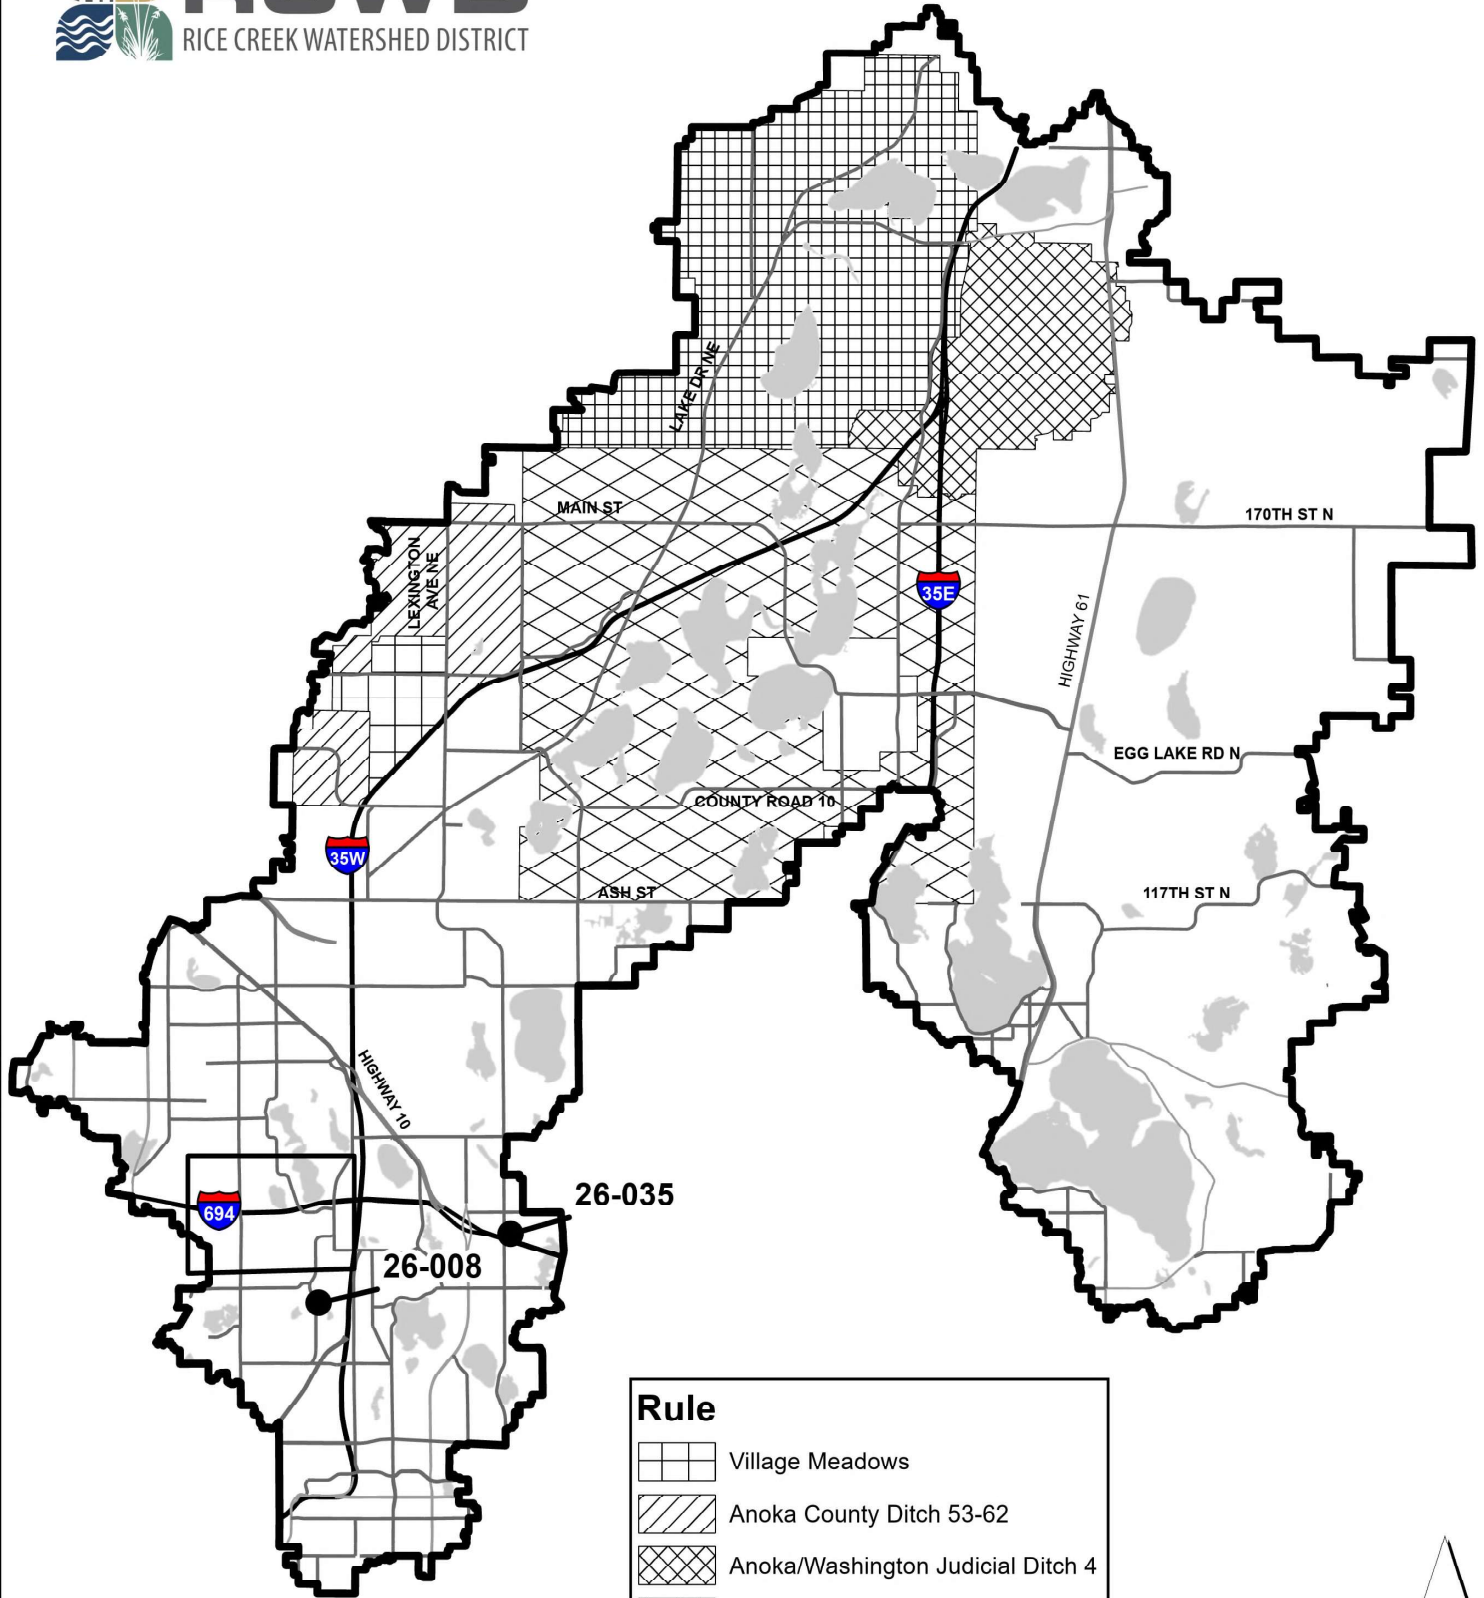 RICE CREEK WATERSHED DISTRICT
LAKE DR NE
MAIN ST
170TH ST N
LEXINGTON
AVE NE
35E
HIGHWAY 61
EGG LAKE RD N
COUNTY ROAD 10
35W
ASH ST
117TH ST N
HIGHWAY 10
26-035
694
26-008
Rule
Village Meadows
Anoka County Ditch 53-62
Anoka/Washington Judicial Ditch 4